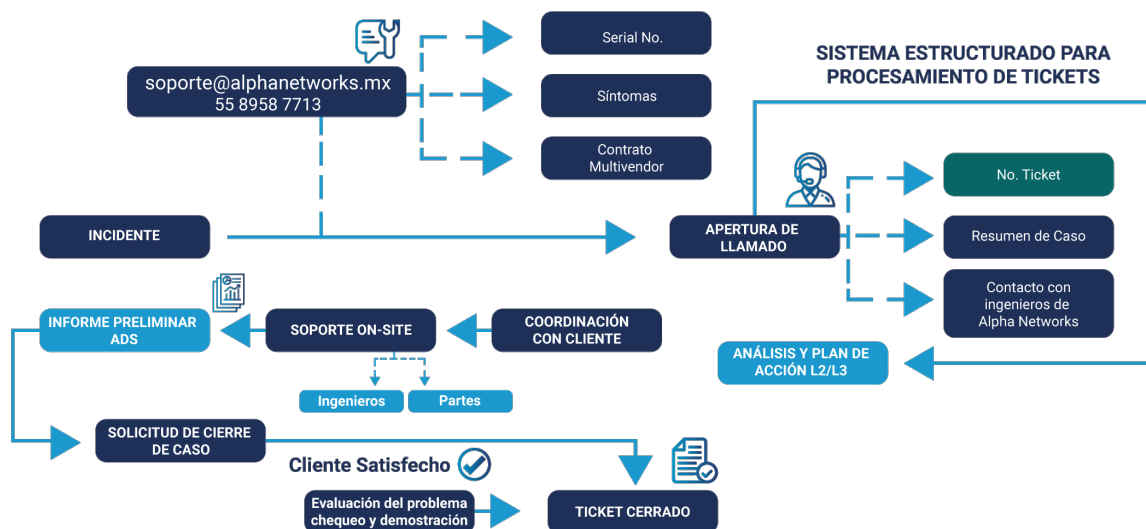 SISTEMA ESTRUCTURADO PARA
PROCESAMIENTO DE TICKETS
soporte@alphanetworks.mx
55 8958 7713
Serial No.
Síntomas
Contrato
Multivendor
INCIDENTE
APERTURA DE
LLAMADO
No. Ticket
Resumen de Caso
Contacto con
ingenieros de
Alpha Networks
ANÁLISIS Y PLAN DE
ACCIÓN L2/L3
COORDINACIÓN
CON CLIENTE
SOPORTE ON-SITE
Ingenieros
Partes
INFORME PRELIMINAR
ADS
SOLICITUD DE CIERRE
DE CASO
Cliente Satisfecho
Evaluación del problema
chequeo y demostración
TICKET CERRADO